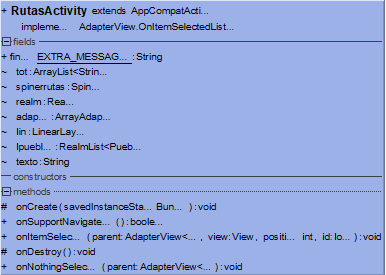 + RutasActivity extends AppCompatActi...
impleme... AdapterView.OnItemSelectedList...
fields
+ fin... EXTRA_MESSAG... : String
~ tot : ArrayList<Strin...
~ spinerrutas : Spin...
~ realm : Rea...
~ adap... : ArrayAdap...
~ lin : LinearLay...
~ lpuebl... : RealmList<Pueb...
~ texto : String
constructors
methods
# onCreate ( savedInstanceSta... Bun... ) : void
+ onSupportNavigate... () : boole...
+ onItemSelec... (parent: AdapterView<... , view: View, positi... int, id: lo... ) : void
# onDestroy() : void
+ onNothingSelec... (parent: AdapterView<... ) : void